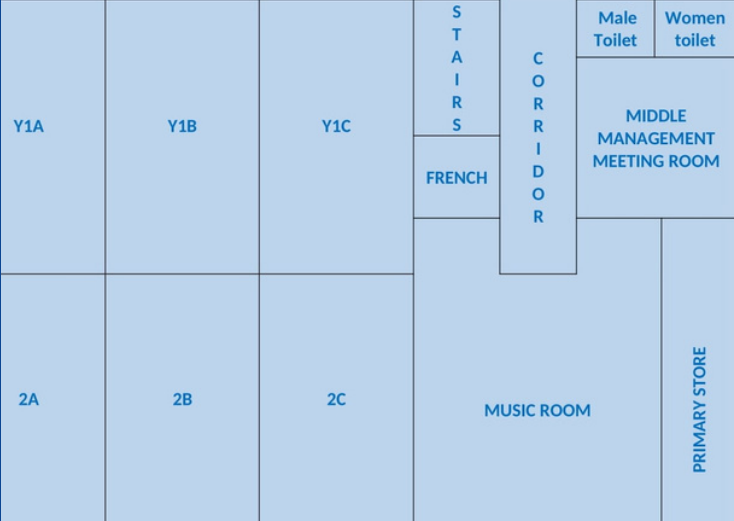 STAIRS
Male
Toilet
Women
toilet
CORRIDOR
Y1A
Y1B
Y1C
MIDDLE
MANAGEMENT
MEETING ROOM
FRENCH
2A
2B
2C
MUSIC ROOM
PRIMARY STORE